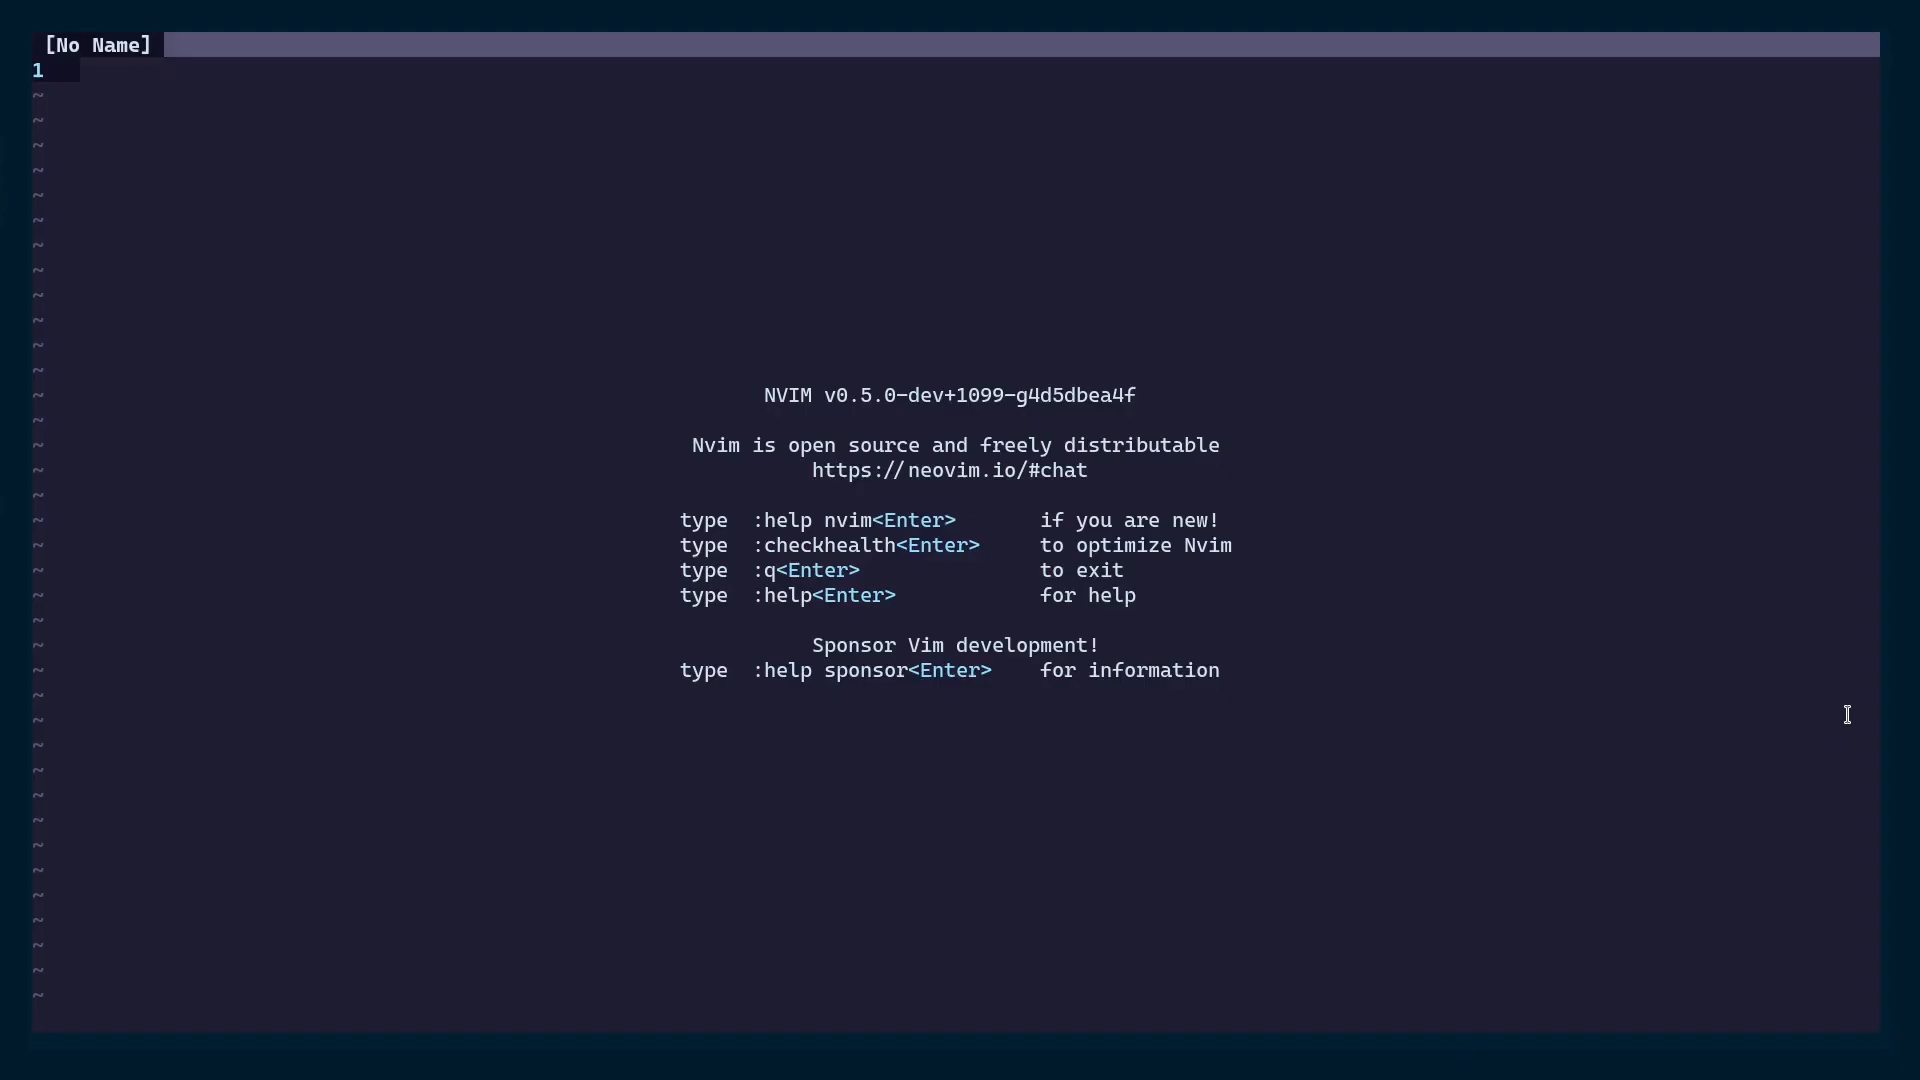 [No Name]
1
~
~
~
~
~
~
~
~
~
~
~
~
~ NVIM v0.5.0-dev+1099-g4d5dbea4f
~
~ Nvim is open source and freely distributable
~ https://neovim.io/#chat
~
~ type  :help nvim<Enter>       if you are new!
~ type  :checkhealth<Enter>     to optimize Nvim
~ type  :q<Enter>               to exit
~ type  :help<Enter>            for help
~
~ Sponsor Vim development!
~ type  :help sponsor<Enter>    for information
~
~
~
~
~
~
~
~
~
~
~
~
~